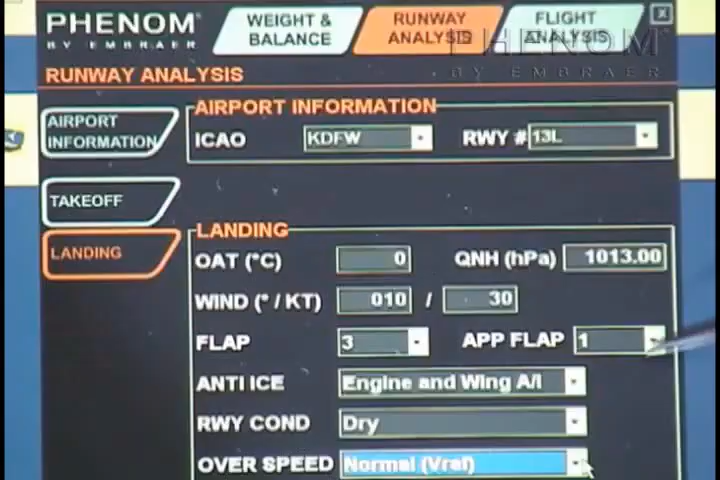 PHENOM
BY EMBRAER
WEIGHT &
BALANCE
RUNWAY
ANALYSIS
FLIGHT
ANALYSIS
X
PHENOM
BY EMBRAER
RUNWAY ANALYSIS
AIRPORT
INFORMATION
AIRPORT INFORMATION
ICAO KDFW RWY # 13L
TAKEOFF
LANDING
LANDING
OAT (°C) 0 QNH (hPa) 1013.00
WIND (° / KT) 010 / 30
FLAP 3 APP FLAP 1
ANTI ICE Engine and Wing A/I
RWY COND Dry
OVER SPEED Normal (Vref)